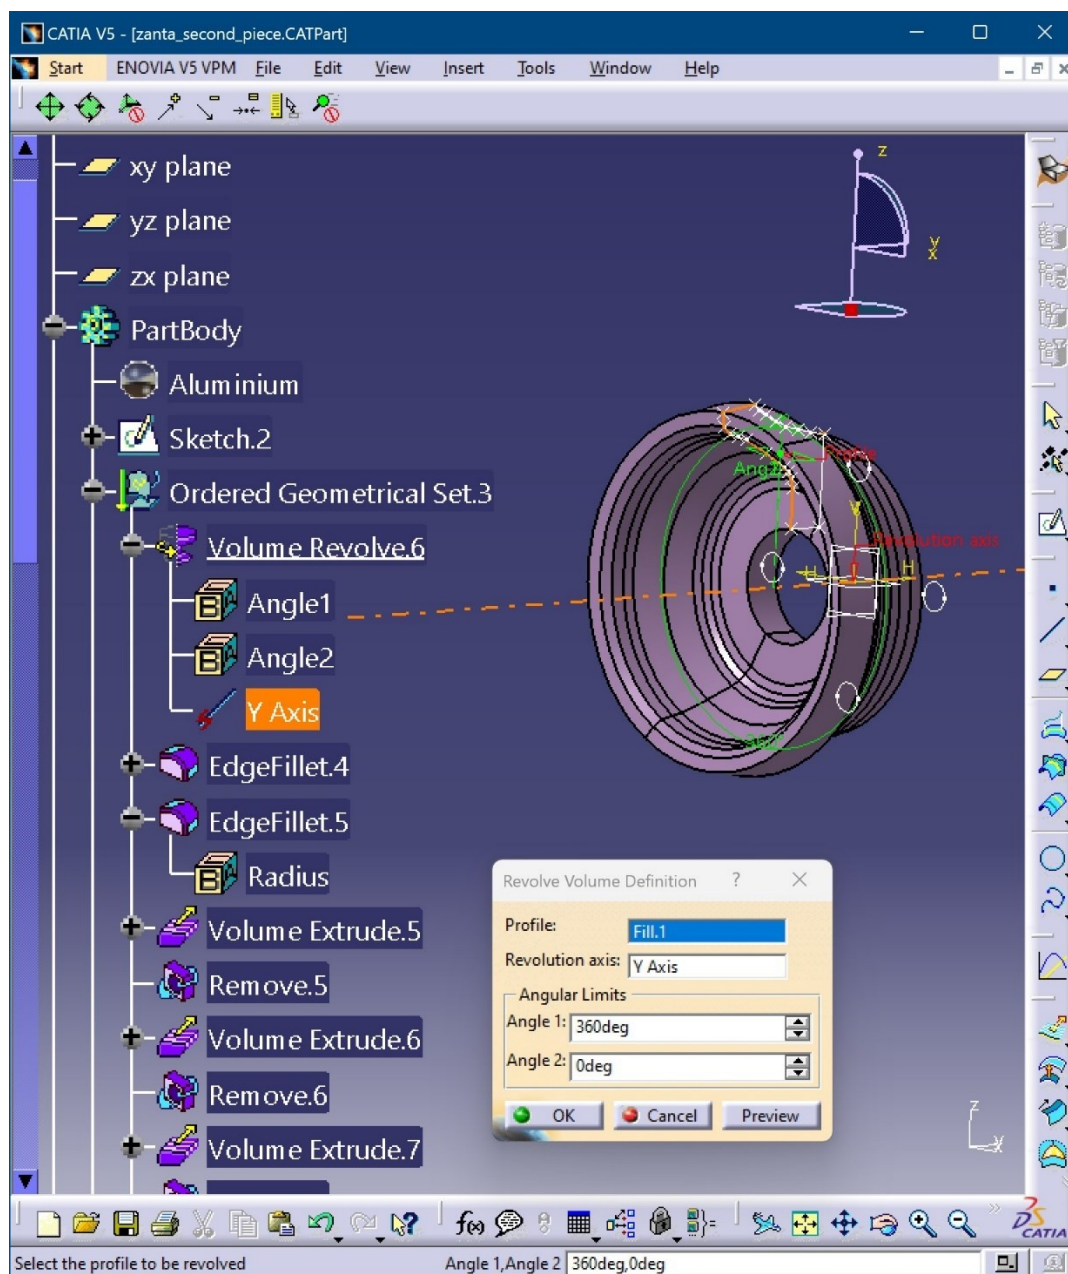 CATIA V5 - [zanta_second_piece.CATPart]
Start ENOVIA V5 VPM File Edit View Insert Tools Window Help
xy plane
yz plane
zx plane
PartBody
Aluminium
Sketch.2
Ordered Geometrical Set.3
Volume Revolve.6
Angle1
Angle2
Y Axis
EdgeFillet.4
EdgeFillet.5
Radius
Volume Extrude.5
Remove.5
Volume Extrude.6
Remove.6
Volume Extrude.7
z
y
x
Profile
Revolution axis
V
H
H
360
Revolve Volume Definition ?
Profile: Fill.1
Revolution axis: Y Axis
Angular Limits
Angle 1: 360deg
Angle 2: 0deg
OK Cancel Preview
z
f(x)
CATIA
Select the profile to be revolved Angle 1,Angle 2 360deg,0deg